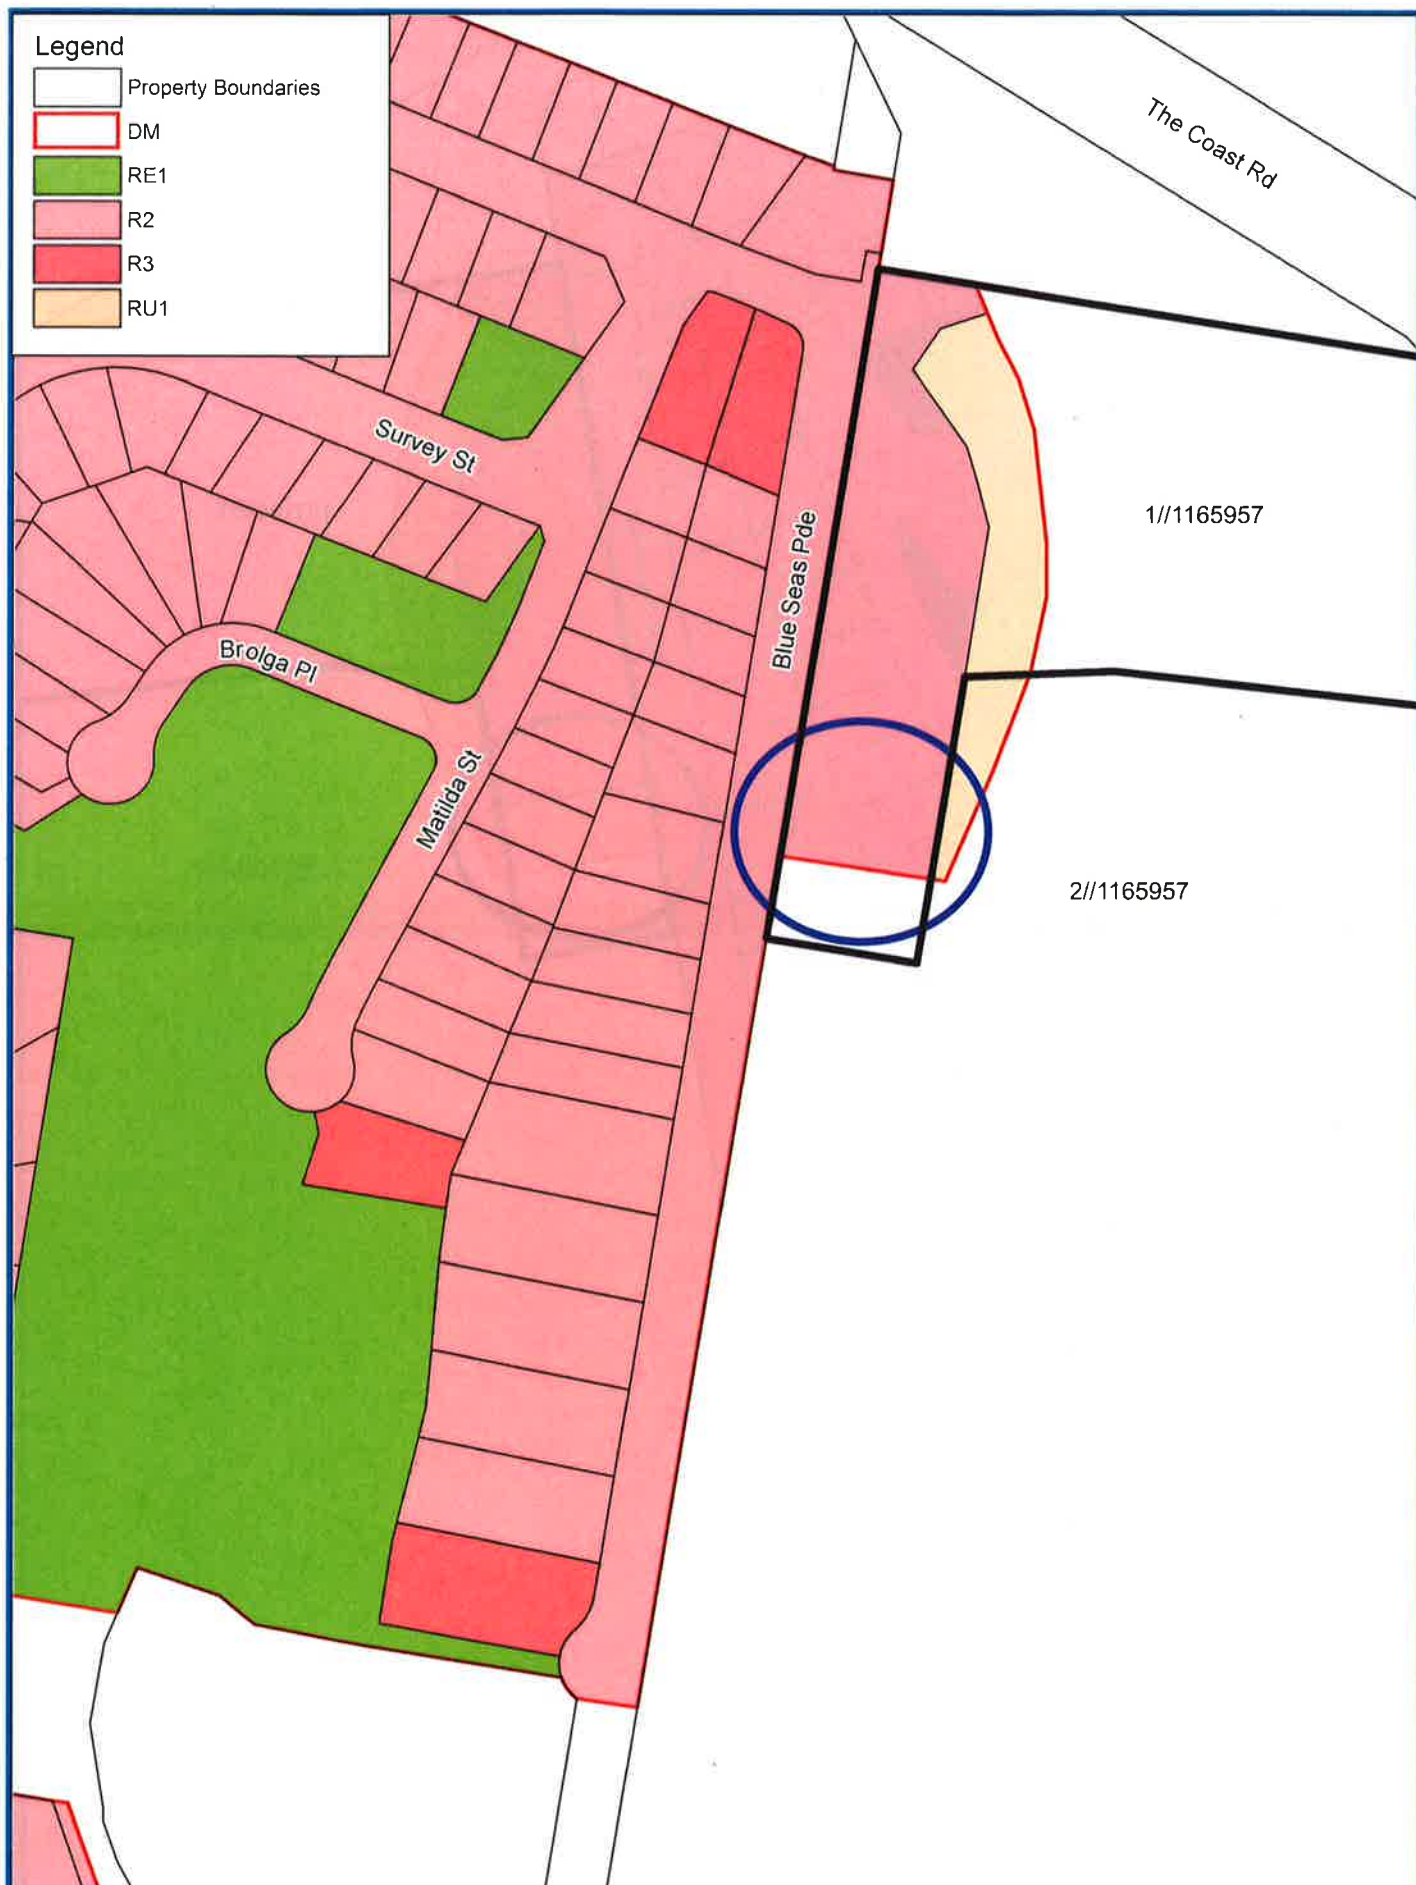 Legend
Property Boundaries
DM
RE1
R2
R3
RU1
The Coast Rd
Survey St
1//1165957
Blue Seas Pde
Brolga Pl
Matilda St
2//1165957